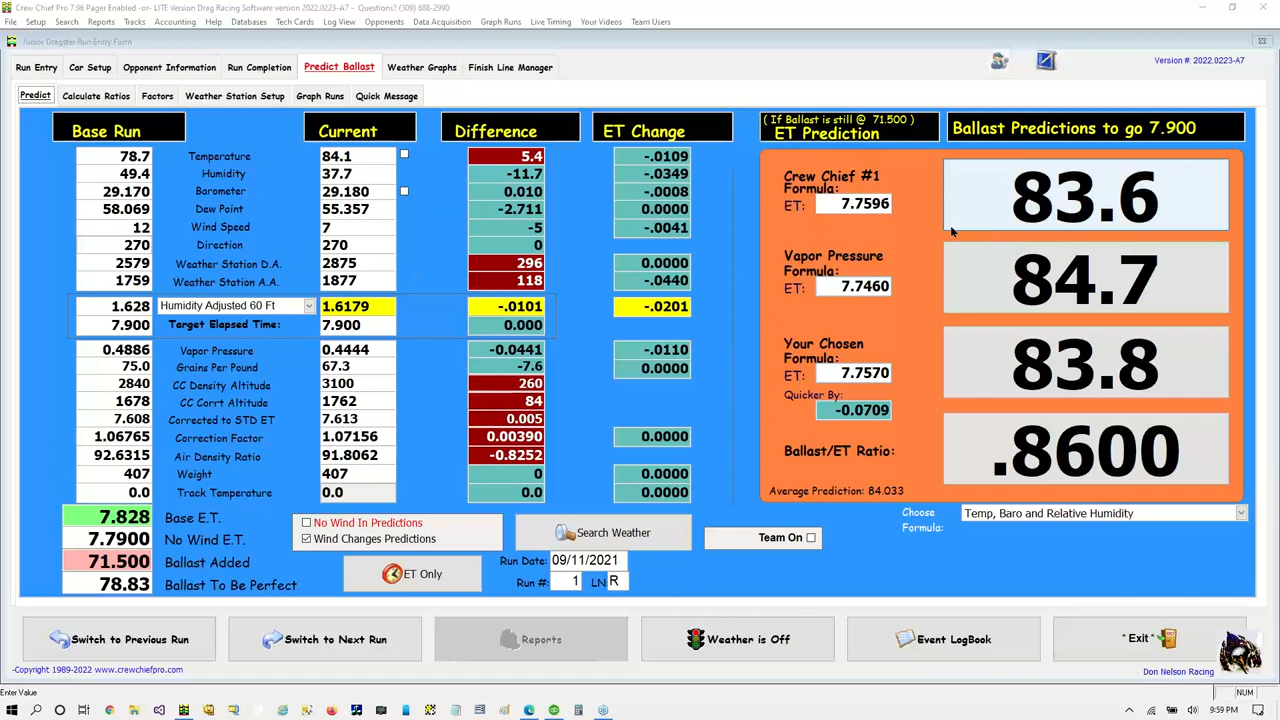 Crew Chief Pro 7.96 Pager Enabled -or- LITE Version Drag Racing Software version 2022.0223-A7 - Questions? (309) 688-2990
File Setup Search Reports Tracks Accounting Help Databases Tech Cards Log View Opponents Data Acquisition Graph Runs Live Timing Your Videos Team Users
Junior Dragster Run Entry Form
Run Entry Car Setup Opponent Information Run Completion Predict Ballast Weather Graphs Finish Line Manager
Version #: 2022.0223-A7
Predict Calculate Ratios Factors Weather Station Setup Graph Runs Quick Message
Base Run Current Difference ET Change
( If Ballast is still @ 71.500 )
ET Prediction
Ballast Predictions to go 7.900
78.7 Temperature 84.1 5.4 -.0109
49.4 Humidity 37.7 -11.7 -.0349
29.170 Barometer 29.180 0.010 -.0008
58.069 Dew Point 55.357 -2.711 0.0000
12 Wind Speed 7 -5 -.0041
270 Direction 270 0
2579 Weather Station D.A. 2875 296 0.0000
1759 Weather Station A.A. 1877 118 -.0440
1.628 Humidity Adjusted 60 Ft 1.6179 -.0101 -.0201
7.900 Target Elapsed Time: 7.900 0.000
0.4886 Vapor Pressure 0.4444 -0.0441 -.0110
75.0 Grains Per Pound 67.3 -7.6 0.0000
2840 CC Density Altitude 3100 260
1678 CC Corrt Altitude 1762 84
7.608 Corrected to STD ET 7.613 0.005
1.06765 Correction Factor 1.07156 0.00390 0.0000
92.6315 Air Density Ratio 91.8062 -0.8252
407 Weight 407 0 0.0000
0.0 Track Temperature 0.0 0.0 0.0000
Crew Chief #1
Formula:
ET: 7.7596
83.6
Vapor Pressure
Formula:
ET: 7.7460
84.7
Your Chosen
Formula:
ET: 7.7570
83.8
Quicker By:
-0.0709
Ballast/ET Ratio:
.8600
Average Prediction: 84.033
Choose
Formula:
Temp, Baro and Relative Humidity
7.828 Base E.T.
7.7900 No Wind E.T.
71.500 Ballast Added
78.83 Ballast To Be Perfect
No Wind In Predictions
Wind Changes Predictions
Search Weather
Team On
ET Only
Run Date: 09/11/2021
Run #: 1 LN: R
Switch to Previous Run Switch to Next Run Reports Weather is Off Event LogBook * Exit *
-Copyright 1989-2022 www.crewchiefpro.com
Don Nelson Racing
Enter Value
NUM
9:59 PM